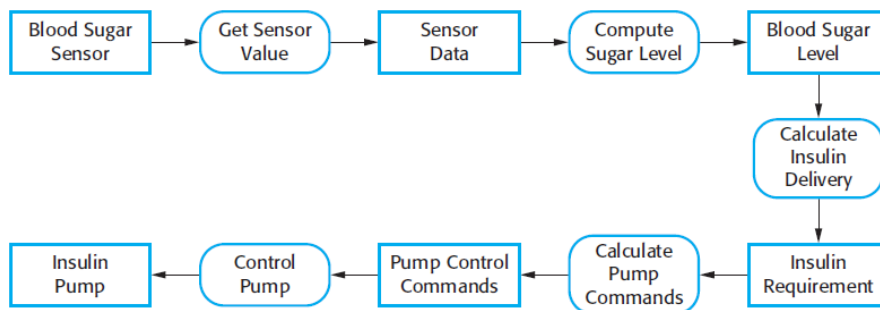 Blood Sugar
Sensor
Get Sensor
Value
Sensor
Data
Compute
Sugar Level
Blood Sugar
Level
Calculate
Insulin
Delivery
Insulin
Pump
Control
Pump
Pump Control
Commands
Calculate
Pump
Commands
Insulin
Requirement